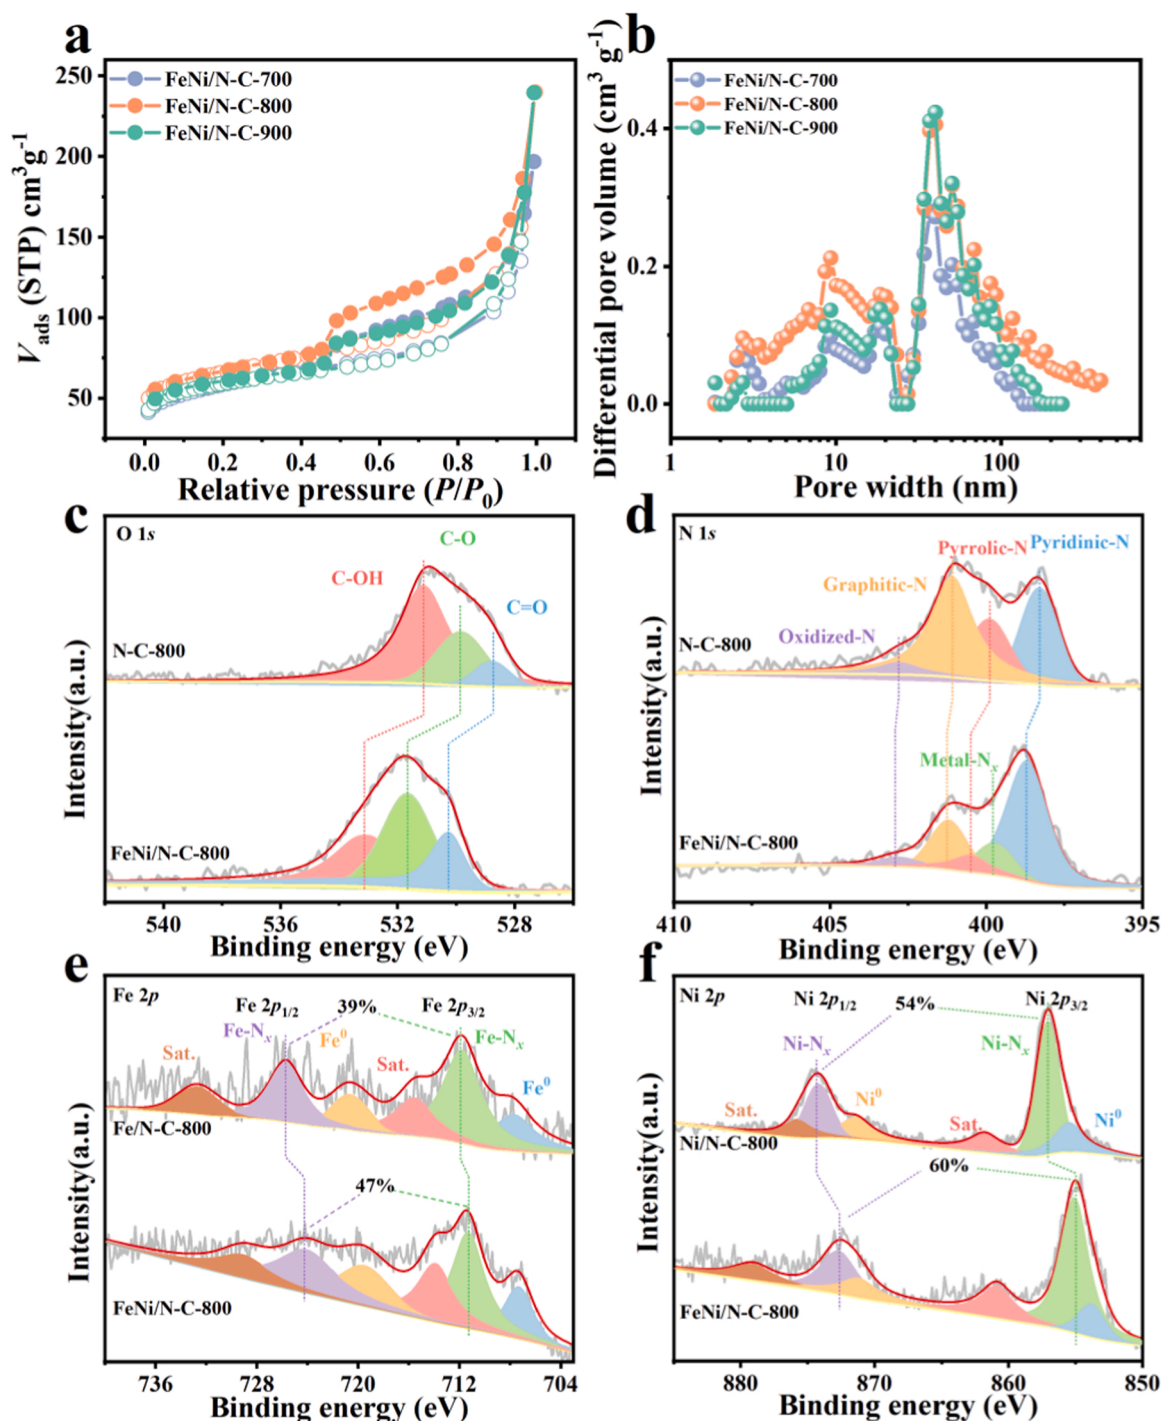 a
250
200
150
100
50
V_ads (STP) cm³g⁻¹
FeNi/N-C-700
FeNi/N-C-800
FeNi/N-C-900
0.0 0.2 0.4 0.6 0.8 1.0
Relative pressure (P/P₀)
b
0.4
0.2
0.0
Differential pore volume (cm³ g⁻¹)
FeNi/N-C-700
FeNi/N-C-800
FeNi/N-C-900
1 10 100
Pore width (nm)
c
O 1s
C-O
C-OH
C=O
N-C-800
FeNi/N-C-800
Intensity(a.u.)
540 536 532 528
Binding energy (eV)
d
N 1s
Pyrrolic-N Pyridinic-N
Graphitic-N
Oxidized-N
N-C-800
Metal-Nₓ
FeNi/N-C-800
Intensity(a.u.)
410 405 400 395
Binding energy (eV)
e
Fe 2p
Fe 2p₁/₂ 39% Fe 2p₃/₂
Fe-Nₓ Fe⁰ Fe-Nₓ
Sat. Sat.
Fe⁰
Fe/N-C-800
47%
FeNi/N-C-800
Intensity(a.u.)
736 728 720 712 704
Binding energy (eV)
f
Ni 2p
Ni 2p₁/₂ 54% Ni 2p₃/₂
Ni-Nₓ Ni-Nₓ
Sat. Ni⁰ Sat. Ni⁰
Ni/N-C-800
60%
FeNi/N-C-800
Intensity(a.u.)
880 870 860 850
Binding energy (eV)